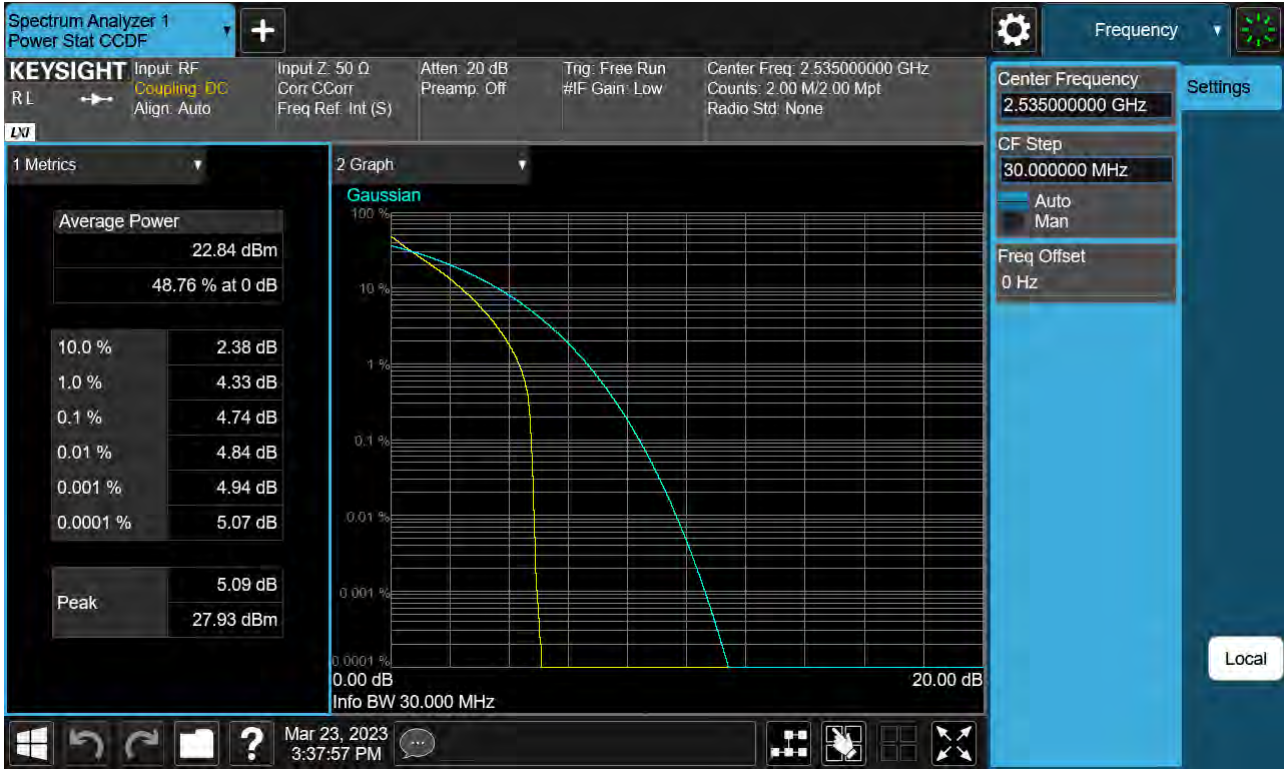 Spectrum Analyzer 1
Power Stat CCDF
Frequency
KEYSIGHT
R L
LXI
Input: RF
Coupling: DC
Align: Auto
Input Z: 50 Ω
Corr CCorr
Freq Ref: Int (S)
Atten: 20 dB
Preamp: Off
Trig: Free Run
#IF Gain: Low
Center Freq: 2.535000000 GHz
Counts: 2.00 M/2.00 Mpt
Radio Std: None
1 Metrics
Average Power
22.84 dBm
48.76 % at 0 dB
10.0 % 2.38 dB
1.0 % 4.33 dB
0.1 % 4.74 dB
0.01 % 4.84 dB
0.001 % 4.94 dB
0.0001 % 5.07 dB
Peak
5.09 dB
27.93 dBm
2 Graph
Gaussian
100 %
10 %
1 %
0.1 %
0.01 %
0.001 %
0.0001 %
0.00 dB 20.00 dB
Info BW 30.000 MHz
Center Frequency
2.535000000 GHz
CF Step
30.000000 MHz
Auto
Man
Freq Offset
0 Hz
Settings
Local
?
Mar 23, 2023
3:37:57 PM